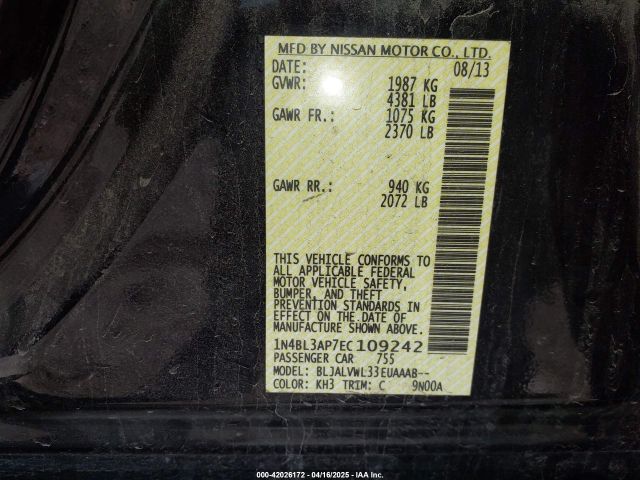 MFD BY NISSAN MOTOR CO., LTD.
DATE: 08/13
GVWR: 1987 KG
4381 LB
GAWR FR.: 1075 KG
2370 LB
GAWR RR.: 940 KG
2072 LB
THIS VEHICLE CONFORMS TO
ALL APPLICABLE FEDERAL
MOTOR VEHICLE SAFETY,
BUMPER, AND THEFT
PREVENTION STANDARDS IN
EFFECT ON THE DATE OF
MANUFACTURE SHOWN ABOVE.
1N4BL3AP7EC109242
PASSENGER CAR 755
MODEL: BLJALVWL33EUAAAB--
COLOR: KH3 TRIM: C 9N00A
000-42026172 - 04/16/2025 - IAA Inc.